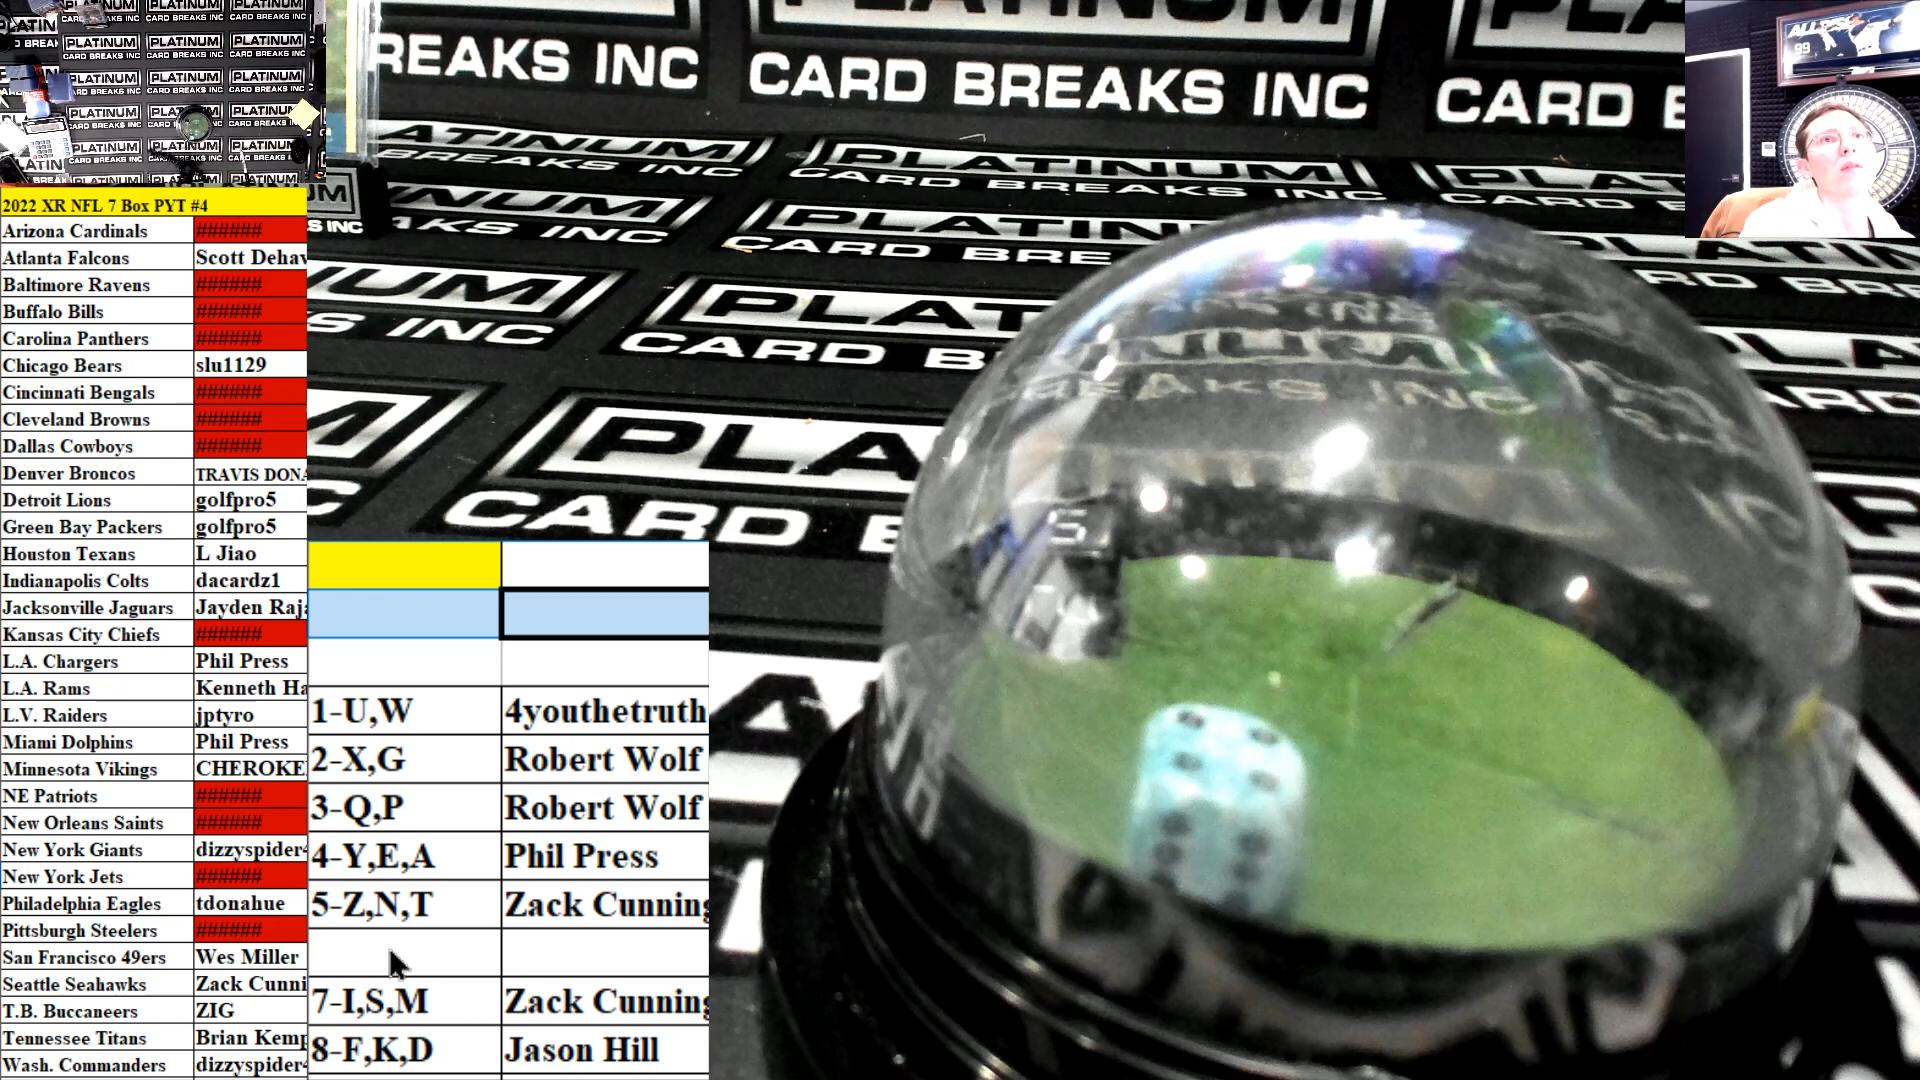 REAKS INC CARD BREAKS INC CARD B
2022 XR NFL 7 Box PYT #4
Arizona Cardinals ######
Atlanta Falcons Scott Dehav
Baltimore Ravens ######
Buffalo Bills ######
Carolina Panthers ######
Chicago Bears slu1129
Cincinnati Bengals ######
Cleveland Browns ######
Dallas Cowboys ######
Denver Broncos TRAVIS DONA
Detroit Lions golfpro5
Green Bay Packers golfpro5
Houston Texans L Jiao
Indianapolis Colts dacardz1
Jacksonville Jaguars Jayden Raja
Kansas City Chiefs ######
L.A. Chargers Phil Press
L.A. Rams Kenneth Ha
L.V. Raiders jptyro
Miami Dolphins Phil Press
Minnesota Vikings CHEROKE
NE Patriots ######
New Orleans Saints ######
New York Giants dizzyspider4
New York Jets ######
Philadelphia Eagles tdonahue
Pittsburgh Steelers ######
San Francisco 49ers Wes Miller
Seattle Seahawks Zack Cunni
T.B. Buccaneers ZIG
Tennessee Titans Brian Kemp
Wash. Commanders dizzyspider4
1-U,W 4youthetruth
2-X,G Robert Wolf
3-Q,P Robert Wolf
4-Y,E,A Phil Press
5-Z,N,T Zack Cunning
7-I,S,M Zack Cunning
8-F,K,D Jason Hill
PLATINUM
CARD BREAKS INC
99